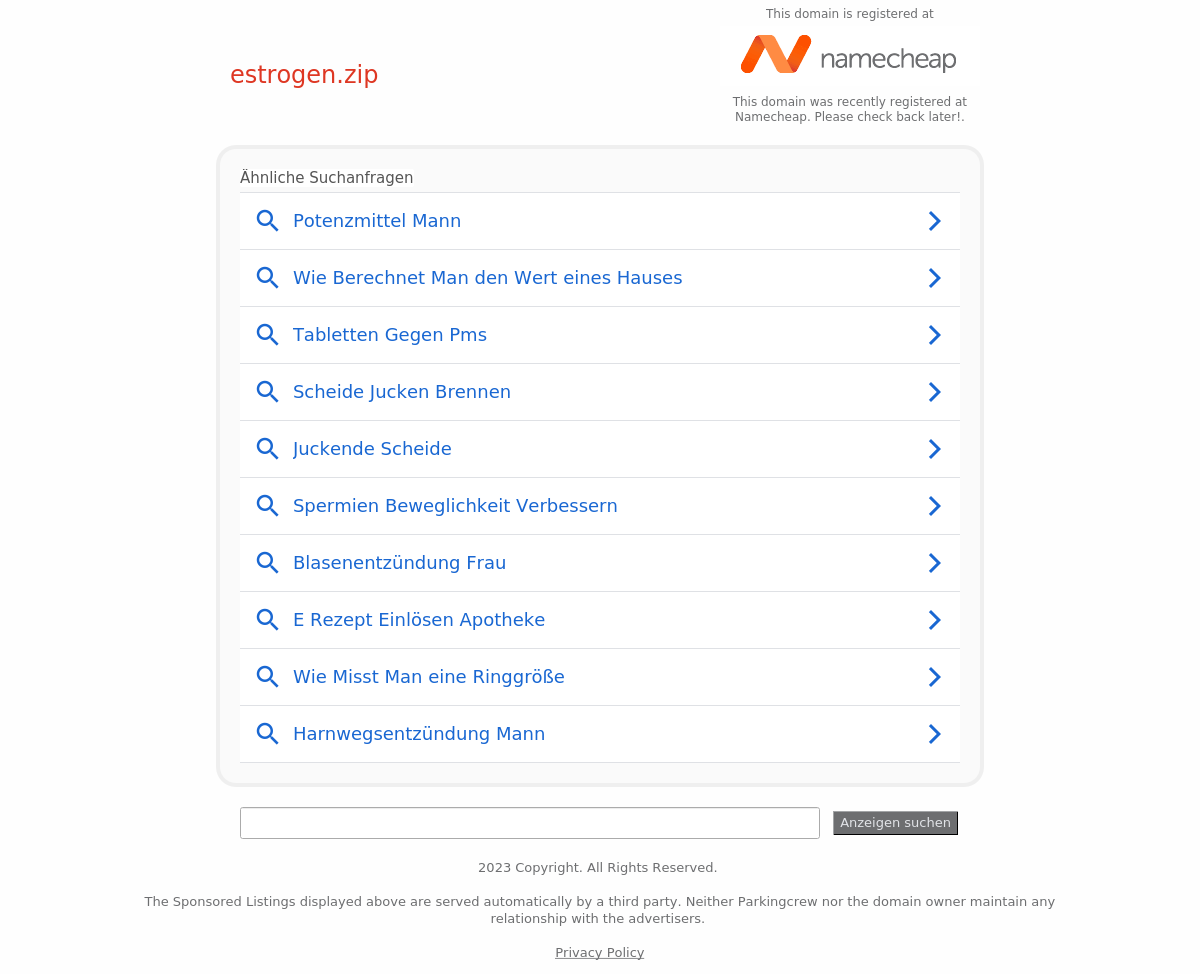 This domain is registered at
namecheap
estrogen.zip
This domain was recently registered at
Namecheap. Please check back later!.
Ähnliche Suchanfragen
Potenzmittel Mann
Wie Berechnet Man den Wert eines Hauses
Tabletten Gegen Pms
Scheide Jucken Brennen
Juckende Scheide
Spermien Beweglichkeit Verbessern
Blasenentzündung Frau
E Rezept Einlösen Apotheke
Wie Misst Man eine Ringgröße
Harnwegsentzündung Mann
Anzeigen suchen
2023 Copyright. All Rights Reserved.
The Sponsored Listings displayed above are served automatically by a third party. Neither Parkingcrew nor the domain owner maintain any
relationship with the advertisers.
Privacy Policy